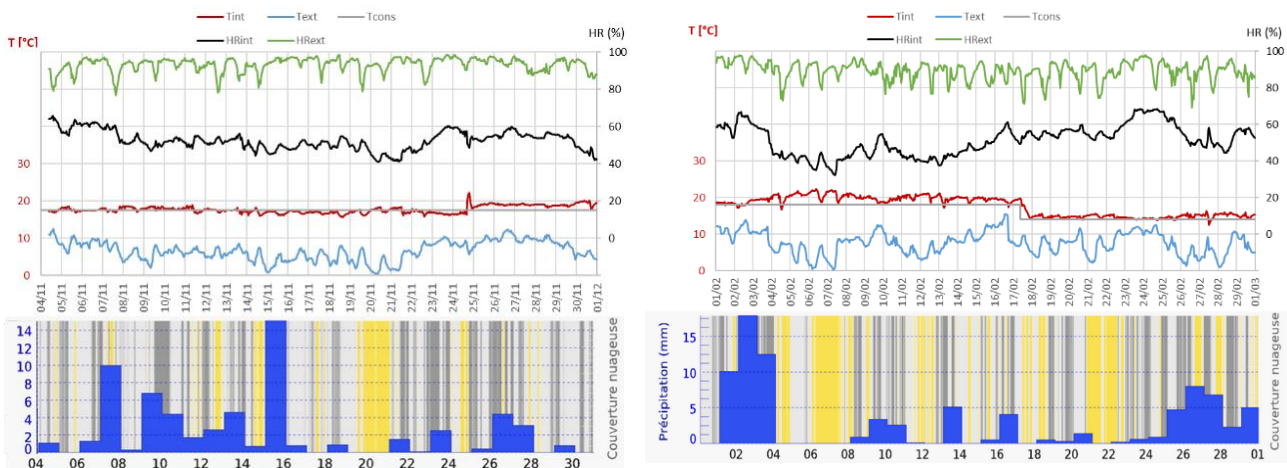 Tint Text Tcons
HRint HRext
T [°C]
HR (%)
100
80
60
40
20
0
30
20
10
0
04/11 05/11 06/11 07/11 08/11 09/11 10/11 11/11 12/11 13/11 14/11 15/11 16/11 17/11 18/11 19/11 20/11 21/11 22/11 23/11 24/11 25/11 26/11 27/11 28/11 29/11 30/11 01/12
14
12
10
8
6
4
2
0
Couverture nuageuse
04 06 08 10 12 14 16 18 20 22 24 26 28 30
Tint Text Tcons
HRint HRext
T [°C]
HR (%)
100
80
60
40
20
0
30
20
10
0
01/02 02/02 03/02 04/02 05/02 06/02 07/02 08/02 09/02 10/02 11/02 12/02 13/02 14/02 15/02 16/02 17/02 18/02 19/02 20/02 21/02 22/02 23/02 24/02 25/02 26/02 27/02 28/02 29/02 01/03
Précipitation (mm)
15
10
5
0
Couverture nuageuse
02 04 06 08 10 12 14 16 18 20 22 24 26 28 01